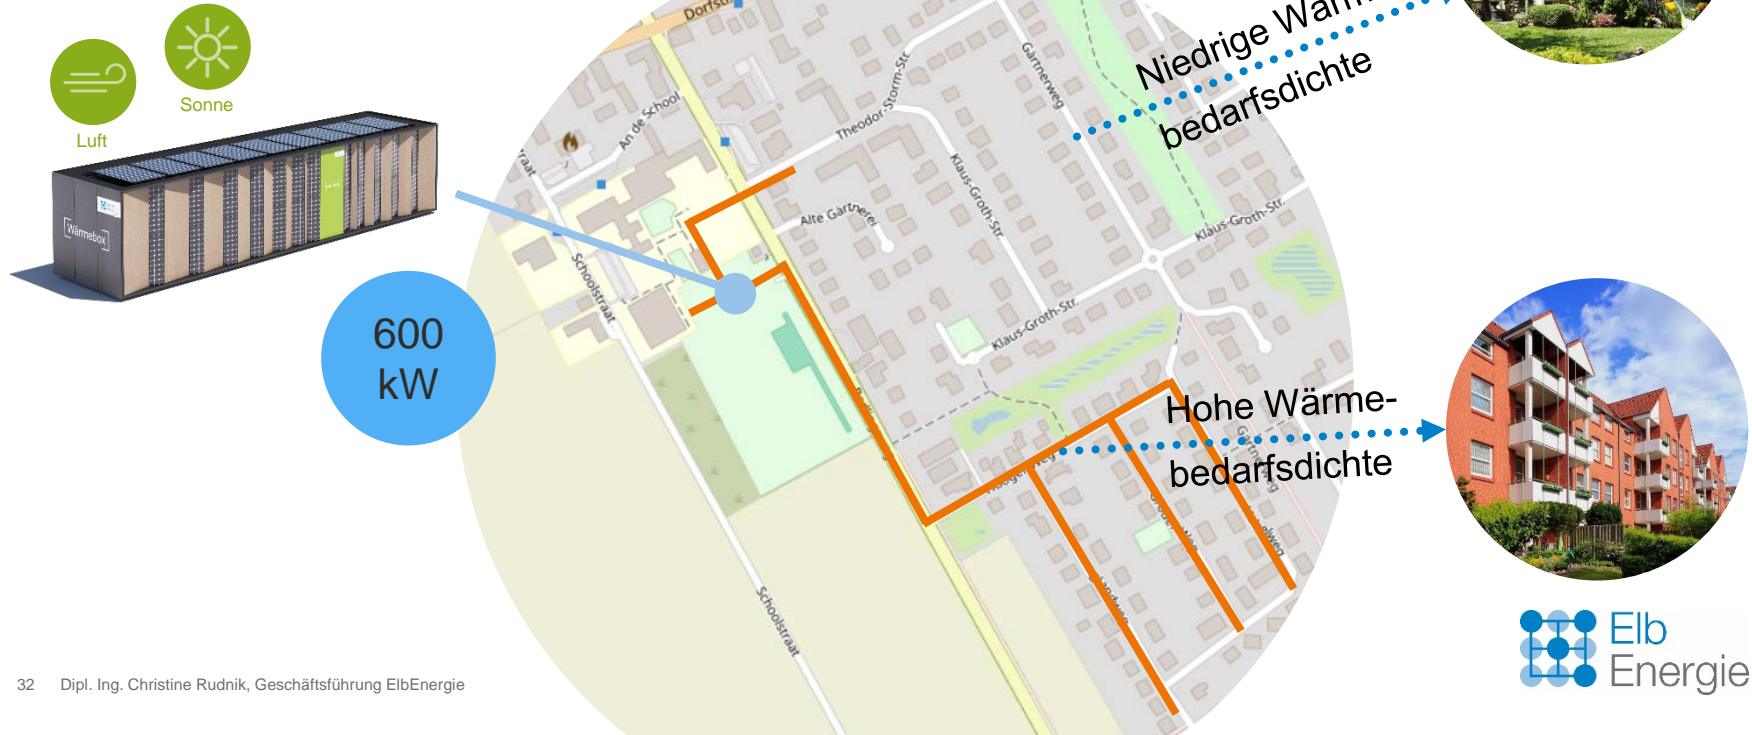 Dorfstr.
Niedrige Wärm
bedarfsdichte
Sonne
Luft
An de School
Theodor-Storm-Str.
Gärtnerweg
Klaus-Groth-Str.
Klaus-Groth-Str.
Alte Gärtnerei
[Wärmebox]
Schoolstraat
Klaus-Groth-Str.
600
kW
Hohe Wärme-
bedarfsdichte
Gärtnerweg
Schoolstraat
Elb
Energie
32 Dipl. Ing. Christine Rudnik, Geschäftsführung ElbEnergie